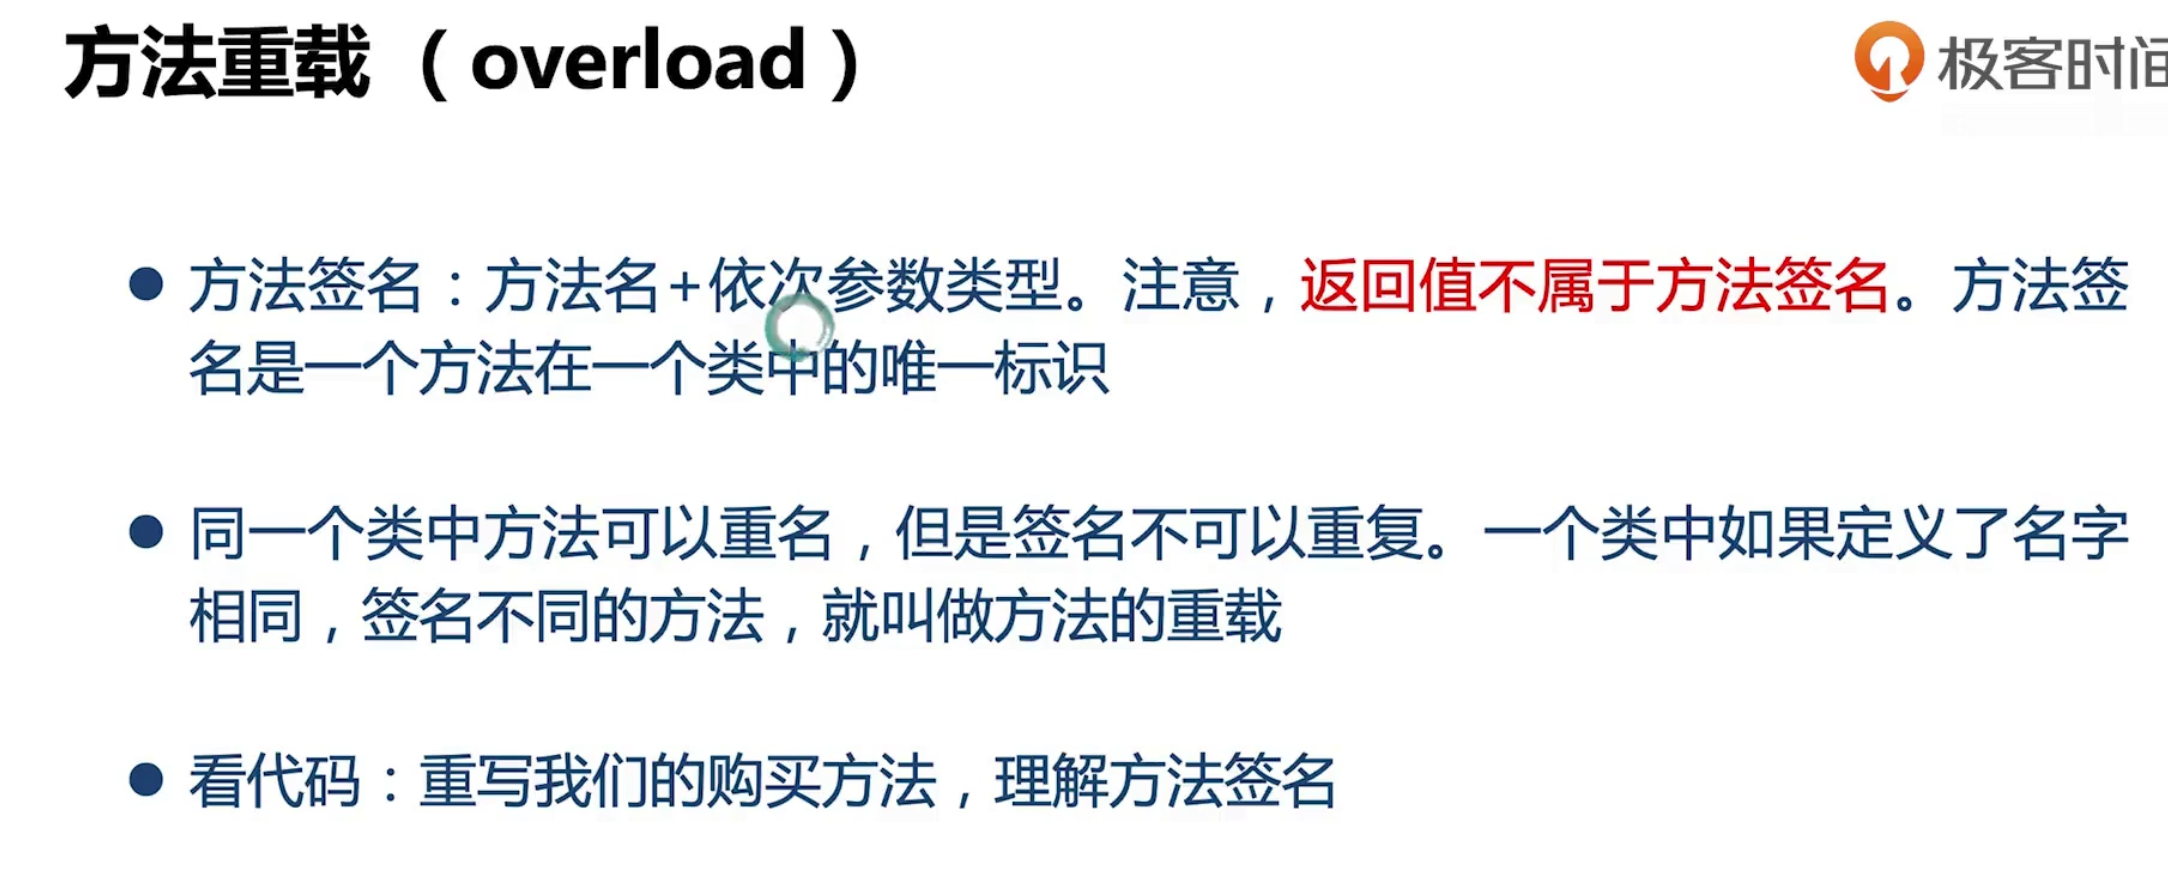 方法重载（overload）
极客时间
● 方法签名：方法名+依次参数类型。注意，返回值不属于方法签名。方法签
名是一个方法在一个类中的唯一标识
● 同一个类中方法可以重名，但是签名不可以重复。一个类中如果定义了名字
相同，签名不同的方法，就叫做方法的重载
● 看代码：重写我们的购买方法，理解方法签名